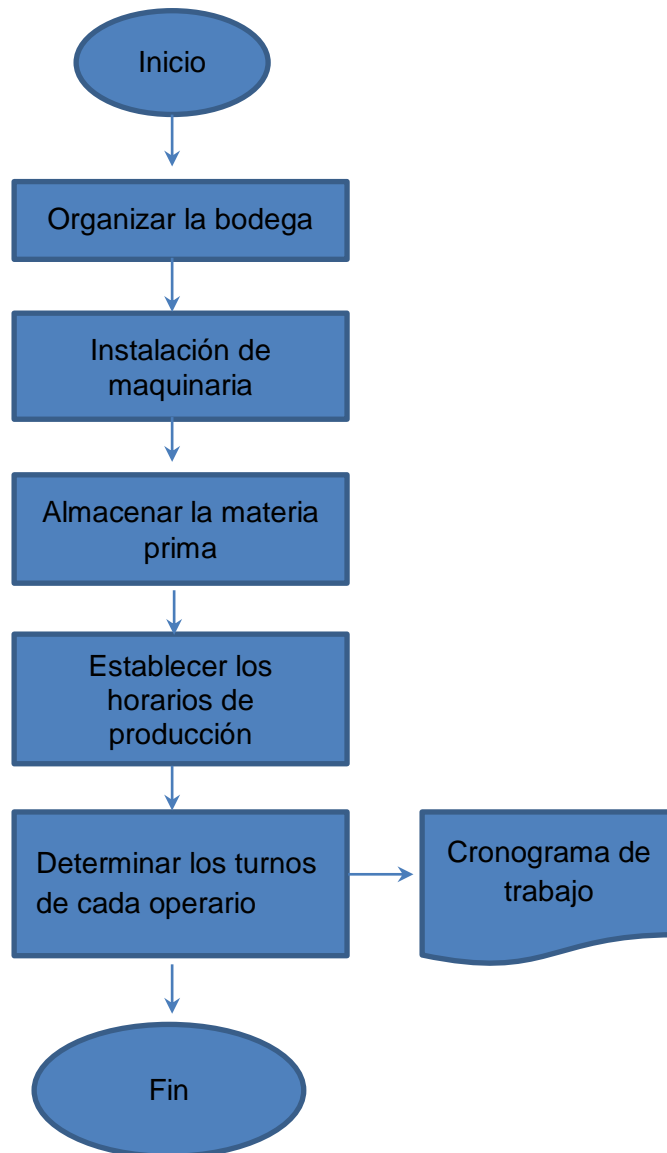 Inicio
Organizar la bodega
Instalación de
maquinaria
Almacenar la materia
prima
Establecer los
horarios de
producción
Determinar los turnos
de cada operario
Cronograma de
trabajo
Fin